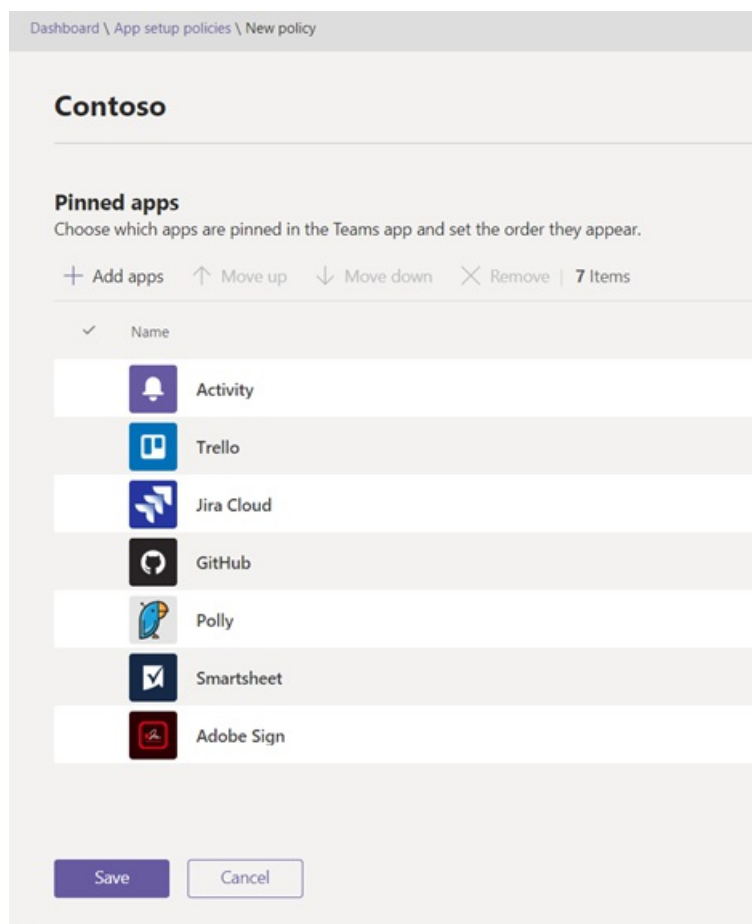 Dashboard \ App setup policies \ New policy
Contoso
Pinned apps
Choose which apps are pinned in the Teams app and set the order they appear.
Add apps Move up Move down Remove | 7 Items
Name
Activity
Trello
Jira Cloud
GitHub
Polly
Smartsheet
Adobe Sign
Save Cancel